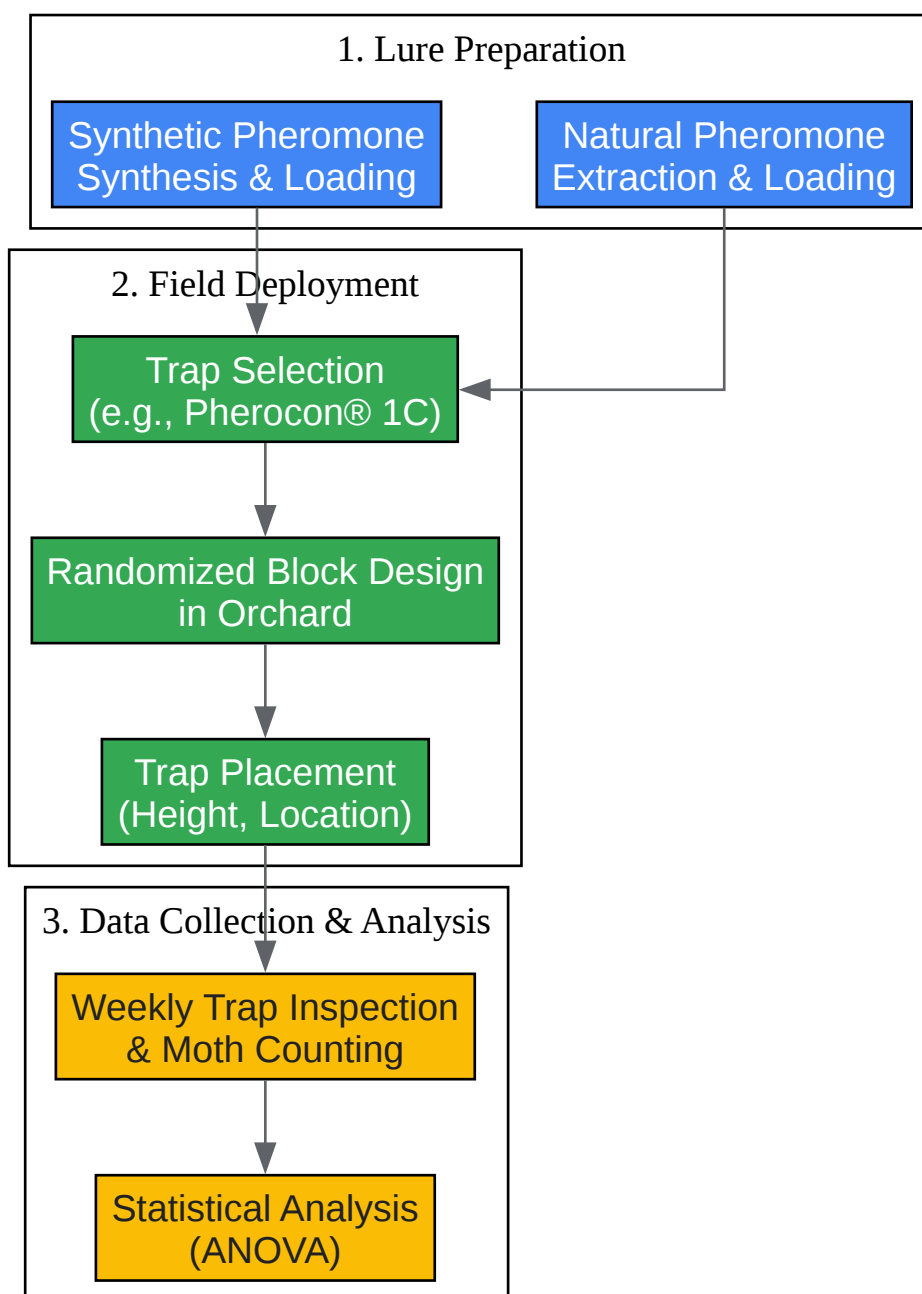 1. Lure Preparation
Synthetic Pheromone
Synthesis & Loading
Natural Pheromone
Extraction & Loading
2. Field Deployment
Trap Selection
(e.g., Pherocon® 1C)
Randomized Block Design
in Orchard
Trap Placement
(Height, Location)
3. Data Collection & Analysis
Weekly Trap Inspection
& Moth Counting
Statistical Analysis
(ANOVA)